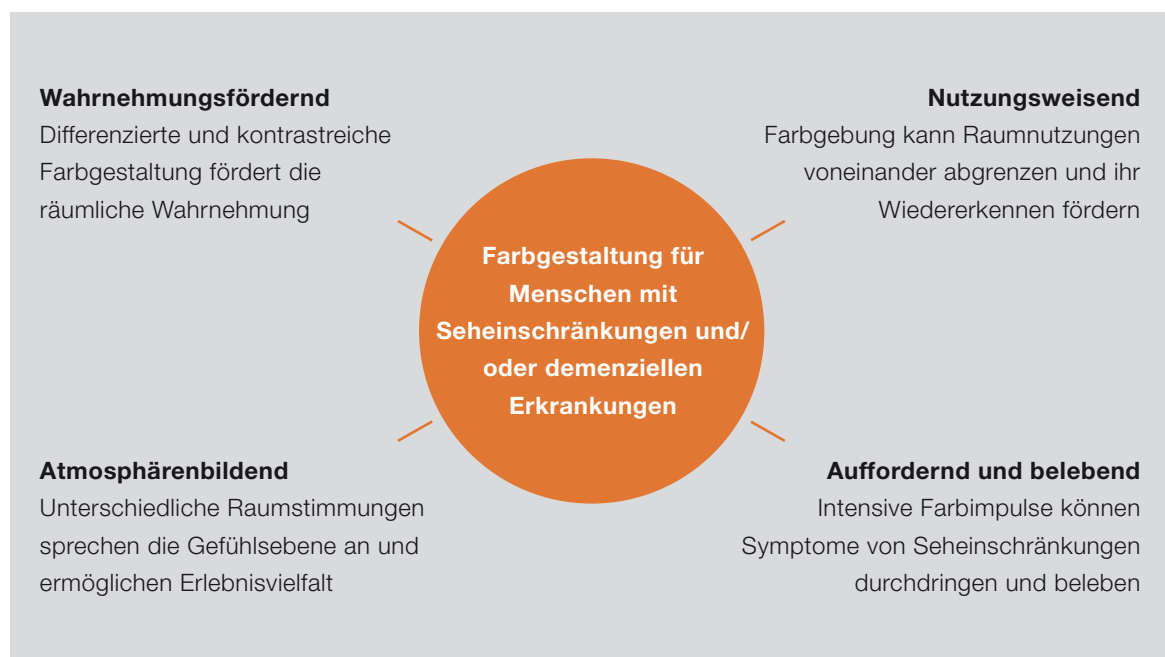 Wahrnehmungsfördernd
Differenzierte und kontrastreiche
Farbgestaltung fördert die
räumliche Wahrnehmung
Nutzungsweisend
Farbgebung kann Raumnutzungen
voneinander abgrenzen und ihr
Wiedererkennen fördern
Farbgestaltung für
Menschen mit
Seheinschränkungen und/
oder demenziellen
Erkrankungen
Atmosphärenbildend
Unterschiedliche Raumstimmungen
sprechen die Gefühlsebene an und
ermöglichen Erlebnisvielfalt
Auffordernd und belebend
Intensive Farbimpulse können
Symptome von Seheinschränkungen
durchdringen und beleben